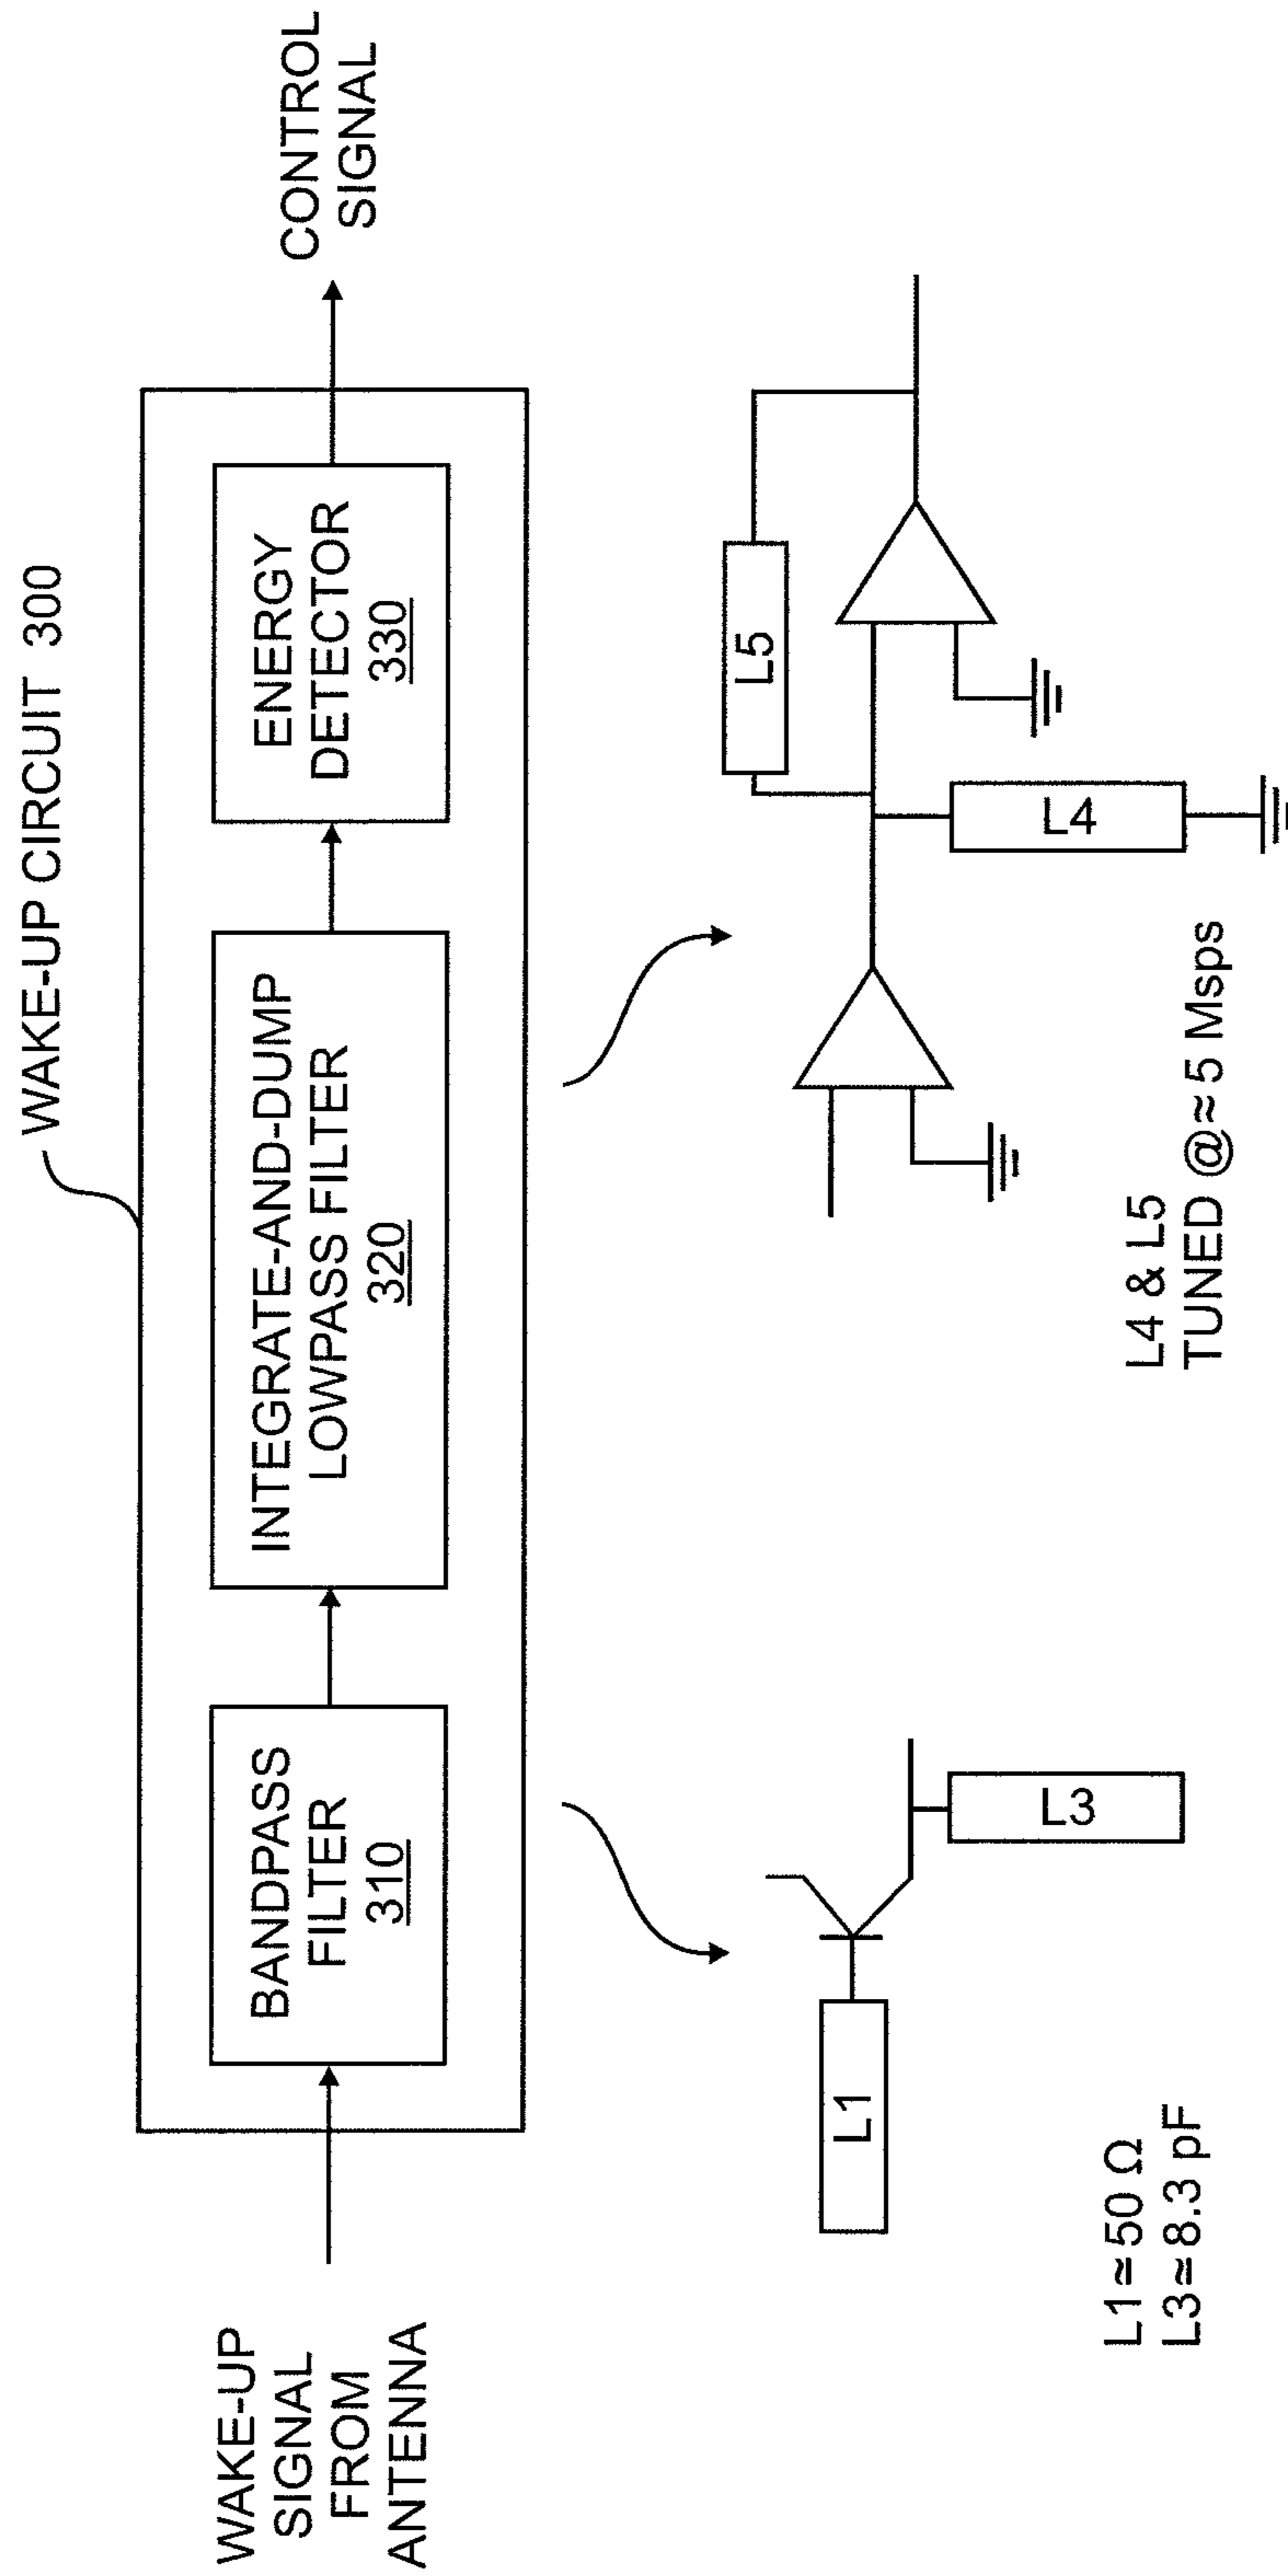 WAKE-UP CIRCUIT 300
WAKE-UP
SIGNAL
FROM
ANTENNA
BANDPASS
FILTER
310
INTEGRATE-AND-DUMP
LOWPASS FILTER
320
ENERGY
DETECTOR
330
CONTROL
SIGNAL
L1
L3
L1≈50 Ω
L3≈8.3 pF
L5
L4
L4 & L5
TUNED @≈ 5 Msps